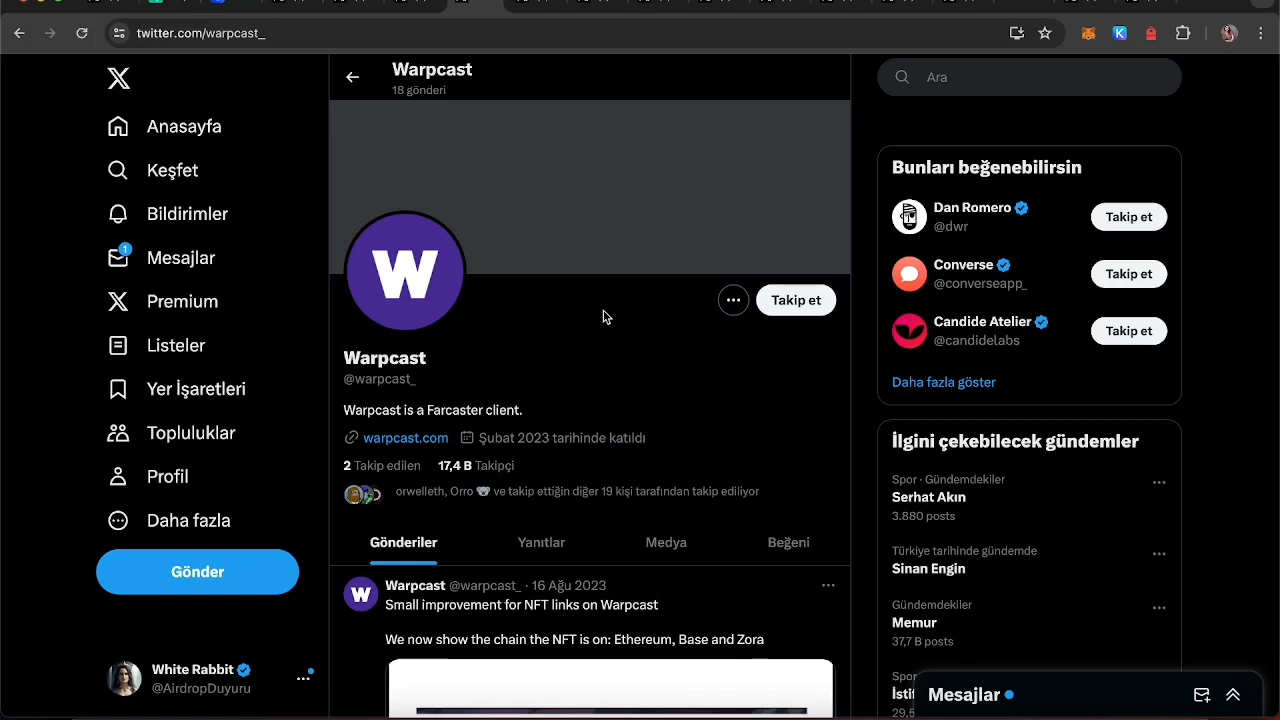 twitter.com/warpcast_
K
X
Anasayfa
Keşfet
Bildirimler
1
Mesajlar
Premium
Listeler
Yer İşaretleri
Topluluklar
Profil
Daha fazla
Gönder
White Rabbit
@AirdropDuyuru
Warpcast
18 gönderi
W
Takip et
Warpcast
@warpcast_
Warpcast is a Farcaster client.
warpcast.com Şubat 2023 tarihinde katıldı
2 Takip edilen 17,4 B Takipçi
orwelleth, Orro 🐨 ve takip ettiğin diğer 19 kişi tarafından takip ediliyor
Gönderiler Yanıtlar Medya Beğeni
W
Warpcast @warpcast_ · 16 Ağu 2023
Small improvement for NFT links on Warpcast
We now show the chain the NFT is on: Ethereum, Base and Zora
Ara
Bunları beğenebilirsin
Dan Romero
@dwr
Takip et
Converse
@converseapp_
Takip et
Candide Atelier
@candidelabs
Takip et
Daha fazla göster
İlgini çekebilecek gündemler
Spor · Gündemdekiler
Serhat Akın
3.880 posts
Türkiye tarihinde gündemde
Sinan Engin
Gündemdekiler
Memur
37,7 B posts
Mesajlar